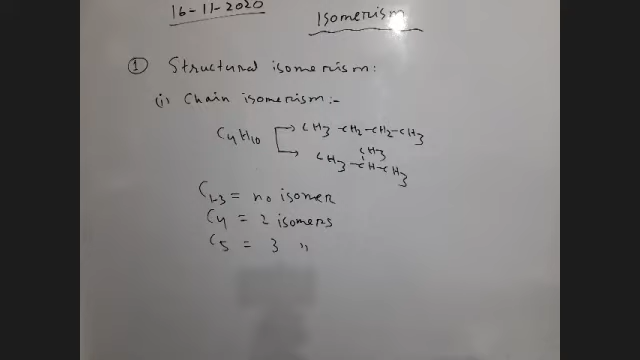 16-11-2020
Isomerism
① Structural isomerism:
(i) Chain isomerism:-
C4H10 → CH3-CH2-CH2-CH3
CH3
→ CH3-CH-CH3
C1-3 = no isomer
C4 = 2 isomers
C5 = 3 ,,